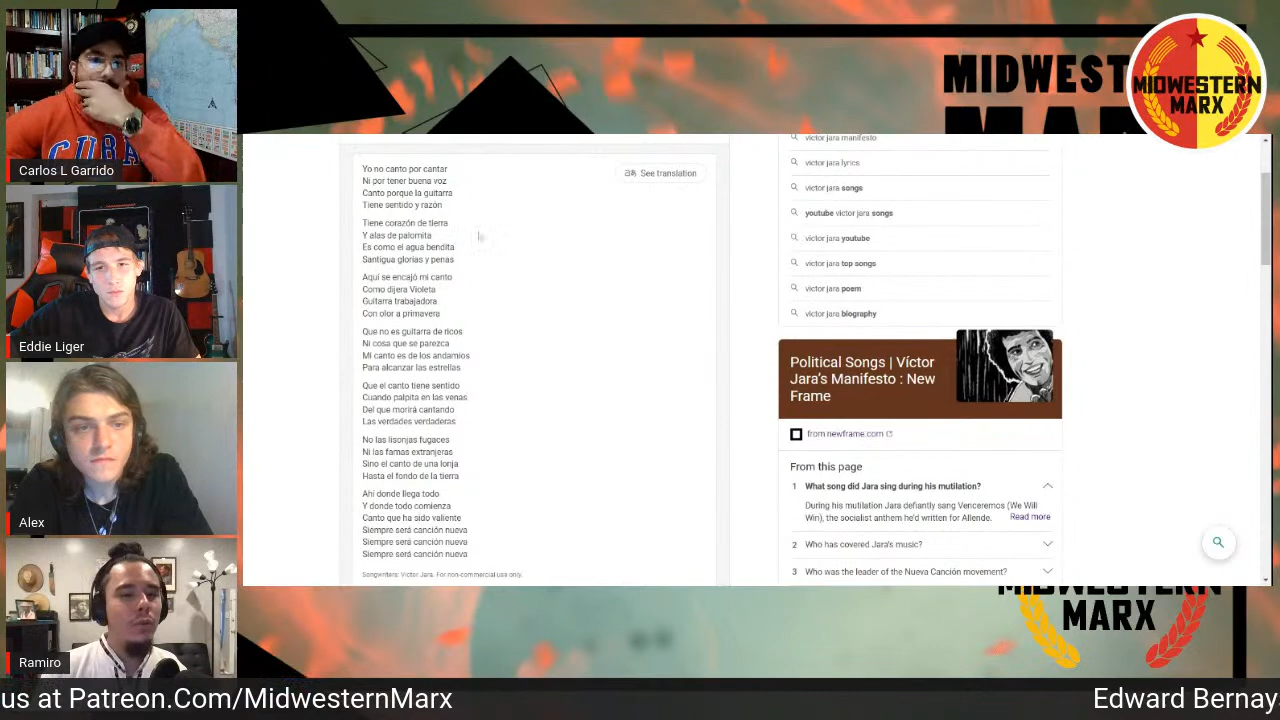 MIDWEST
MA
MIDWESTERN
MARX
CUBA
Carlos L Garrido
Eddie Liger
Alex
Ramiro
Yo no canto por cantar
Ni por tener buena voz
Canto porque la guitarra
Tiene sentido y razón
Tiene corazón de tierra
Y alas de palomita
Es como el agua bendita
Santigua glorias y penas
Aquí se encajó mi canto
Como dijera Violeta
Guitarra trabajadora
Con olor a primavera
Que no es guitarra de ricos
Ni cosa que se parezca
Mi canto es de los andamios
Para alcanzar las estrellas
Que el canto tiene sentido
Cuando palpita en las venas
Del que morirá cantando
Las verdades verdaderas
No las lisonjas fugaces
Ni las famas extranjeras
Sino el canto de una lonja
Hasta el fondo de la tierra
Ahí donde llega todo
Y donde todo comienza
Canto que ha sido valiente
Siempre será canción nueva
Siempre será canción nueva
Siempre será canción nueva
Songwriters: Victor Jara. For non-commercial use only.
See translation
victor jara manifesto
victor jara lyrics
victor jara songs
youtube victor jara songs
victor jara youtube
victor jara top songs
victor jara poem
victor jara biography
Political Songs | Víctor
Jara's Manifesto : New
Frame
from newframe.com
From this page
1 What song did Jara sing during his mutilation?
During his mutilation Jara defiantly sang Venceremos (We Will
Win), the socialist anthem he'd written for Allende. Read more
2 Who has covered Jara's music?
3 Who was the leader of the Nueva Canción movement?
MIDWESTERN
MARX
us at Patreon.Com/MidwesternMarx
Edward Bernay